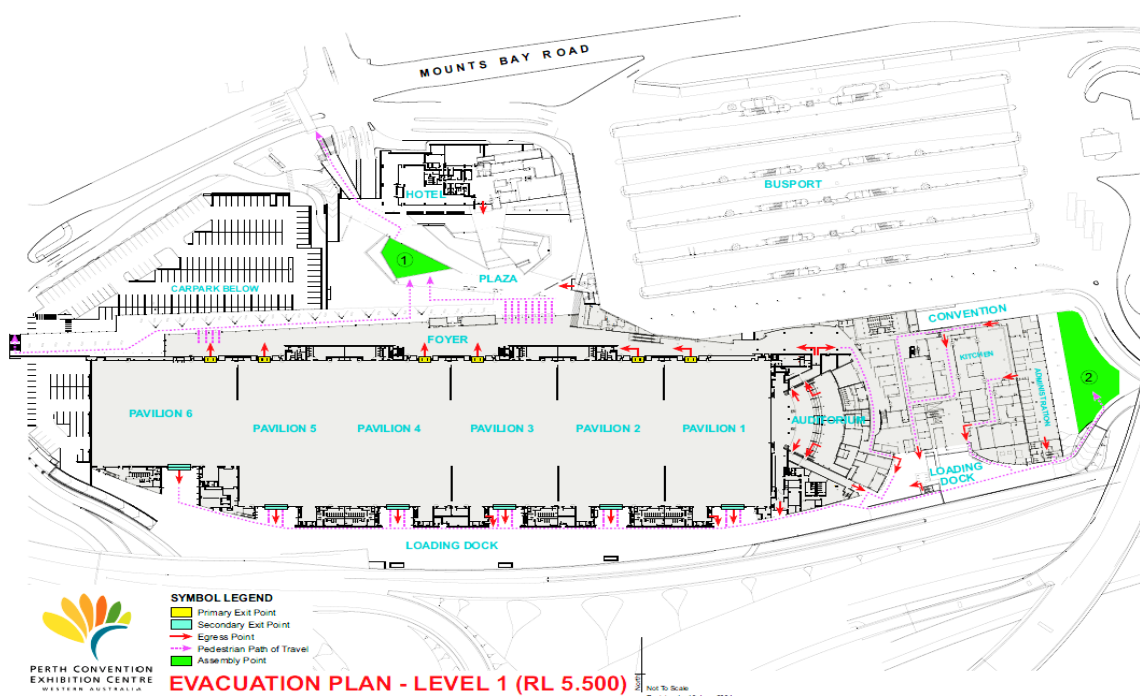 MOUNTS BAY ROAD
HOTEL
BUSPORT
1
PLAZA
CARPARK BELOW
CONVENTION
FOYER
KITCHEN
ADMINISTRATION
2
PAVILION 6
PAVILION 5
PAVILION 4
PAVILION 3
PAVILION 2
PAVILION 1
AUDITORIUM
LOADING
DOCK
LOADING DOCK
SYMBOL LEGEND
Primary Exit Point
Secondary Exit Point
Egress Point
Pedestrian Path of Travel
Assembly Point
PERTH CONVENTION
EXHIBITION CENTRE
WESTERN AUSTRALIA
EVACUATION PLAN - LEVEL 1 (RL 5.500)
Not To Scale